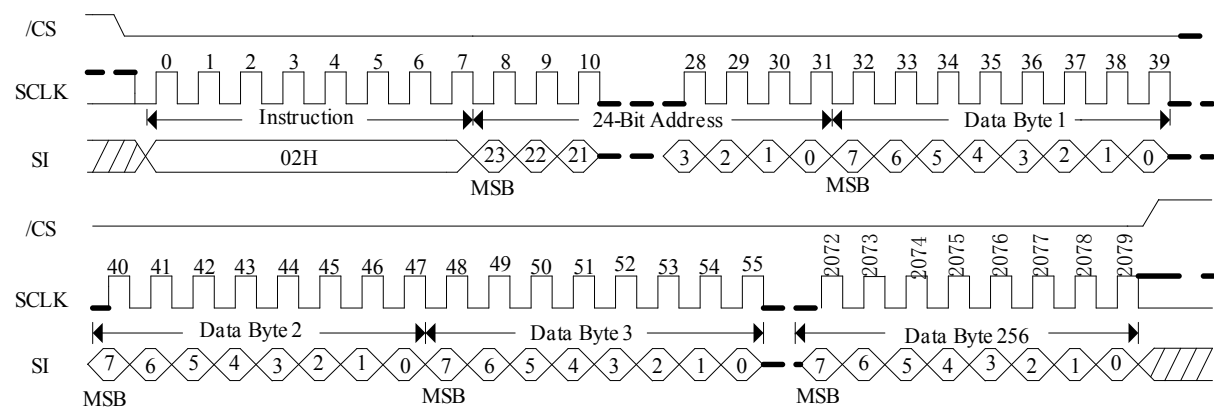 /CS
0 1 2 3 4 5 6 7 8 9 10 28 29 30 31 32 33 34 35 36 37 38 39
SCLK
Instruction 24-Bit Address Data Byte 1
SI 02H 23 22 21 3 2 1 0 7 6 5 4 3 2 1 0
MSB MSB
/CS
40 41 42 43 44 45 46 47 48 49 50 51 52 53 54 55 2072 2073 2074 2075 2076 2077 2078 2079
SCLK
Data Byte 2 Data Byte 3 Data Byte 256
SI 7 6 5 4 3 2 1 0 7 6 5 4 3 2 1 0 7 6 5 4 3 2 1 0
MSB MSB MSB